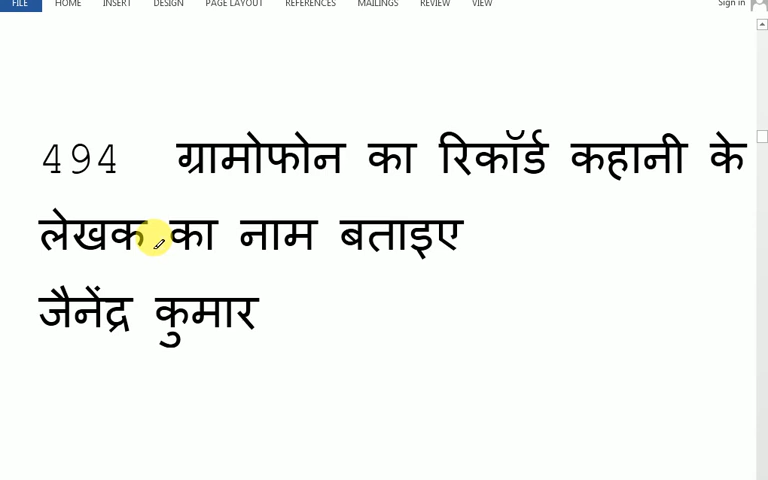 FILE HOME INSERT DESIGN PAGE LAYOUT REFERENCES MAILINGS REVIEW VIEW Sign in
494 ग्रामोफोन का रिकॉर्ड कहानी के
लेखक का नाम बताइए
जैनेंद्र कुमार